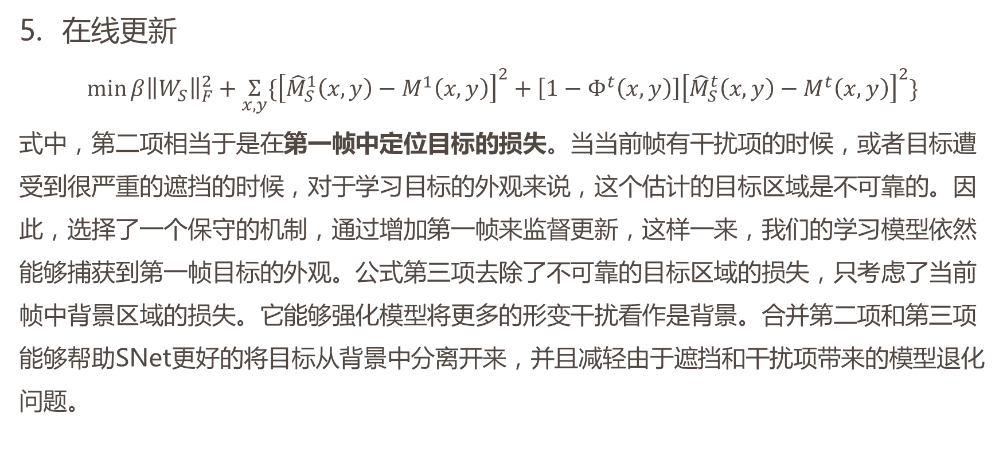 5. 在线更新
min β‖W_S‖_F^2 + Σ_{x,y} {[M̂_S^1(x, y) − M^1(x, y)]^2 + [1 − Φ^t(x, y)][M̂_S^t(x, y) − M^t(x, y)]^2}
式中，第二项相当于是在第一帧中定位目标的损失。当当前帧有干扰项的时候，或者目标遭
受到很严重的遮挡的时候，对于学习目标的外观来说，这个估计的目标区域是不可靠的。因
此，选择了一个保守的机制，通过增加第一帧来监督更新，这样一来，我们的学习模型依然
能够捕获到第一帧目标的外观。公式第三项去除了不可靠的目标区域的损失，只考虑了当前
帧中背景区域的损失。它能够强化模型将更多的形变干扰看作是背景。合并第二项和第三项
能够帮助SNet更好的将目标从背景中分离开来，并且减轻由于遮挡和干扰项带来的模型退化
问题。